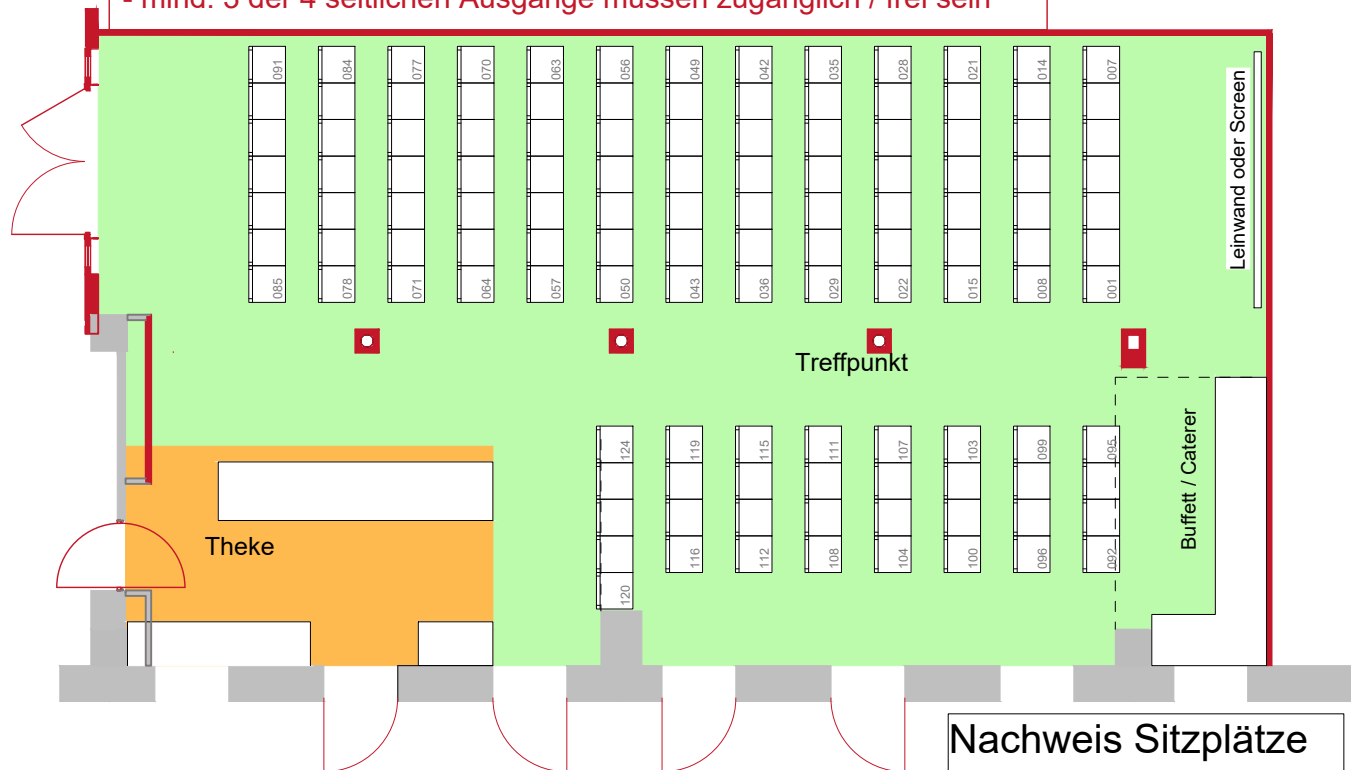 - mind. 3 der 4 seitlichen Ausgänge müssen zugänglich / frei sein
091 084 077 070 063 056 049 042 035 028 021 014 007
Leinwand oder Screen
085 078 071 064 057 050 043 036 029 022 015 008 001
Treffpunkt
124 119 115 111 107 103 099 095
Buffett / Caterer
Theke
116 112 108 104 100 096 092
120
Nachweis Sitzplätze